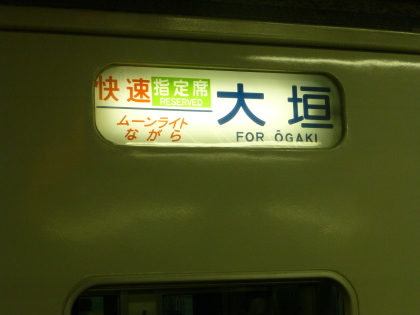 快速 指定席
RESERVED
ムーンライト
ながら
大垣
FOR ŌGAKI